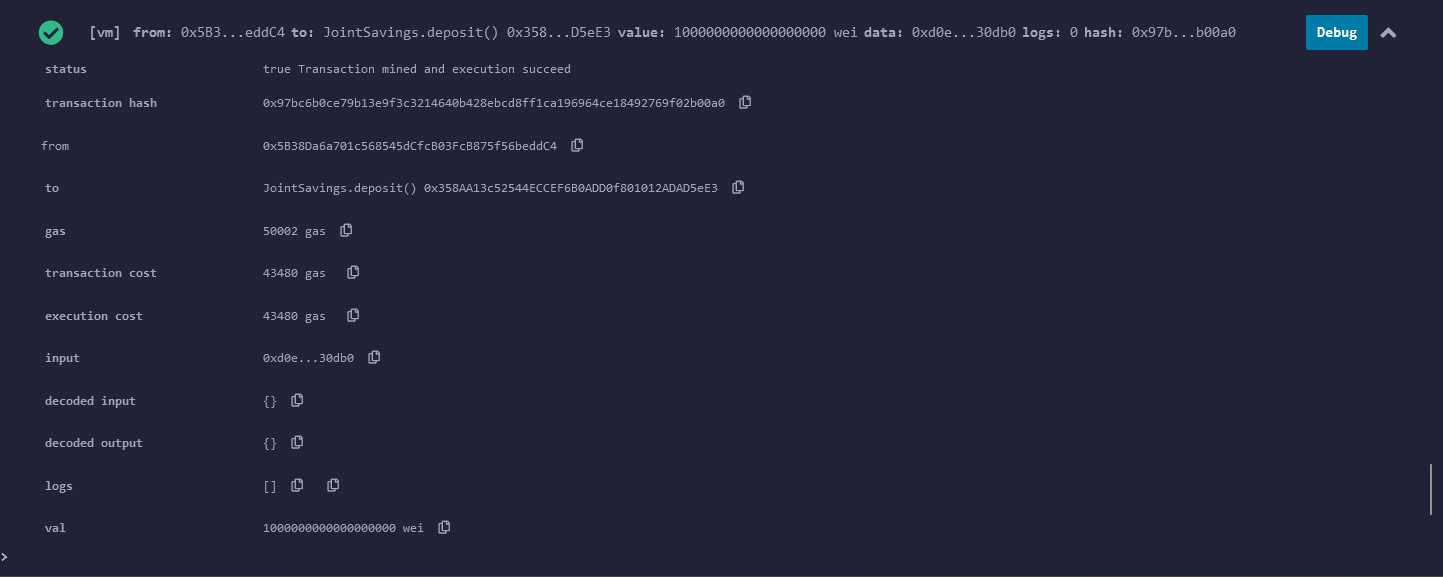 [vm] from: 0x5B3...eddC4 to: JointSavings.deposit() 0x358...D5eE3 value: 1000000000000000000 wei data: 0xd0e...30db0 logs: 0 hash: 0x97b...b00a0 Debug
status true Transaction mined and execution succeed
transaction hash 0x97bc6b0ce79b13e9f3c3214640b428ebcd8ff1ca196964ce18492769f02b00a0
from 0x5B38Da6a701c568545dCfcB03FcB875f56beddC4
to JointSavings.deposit() 0x358AA13c52544ECCEF6B0ADD0f801012ADAD5eE3
gas 50002 gas
transaction cost 43480 gas
execution cost 43480 gas
input 0xd0e...30db0
decoded input {}
decoded output {}
logs []
val 1000000000000000000 wei
>